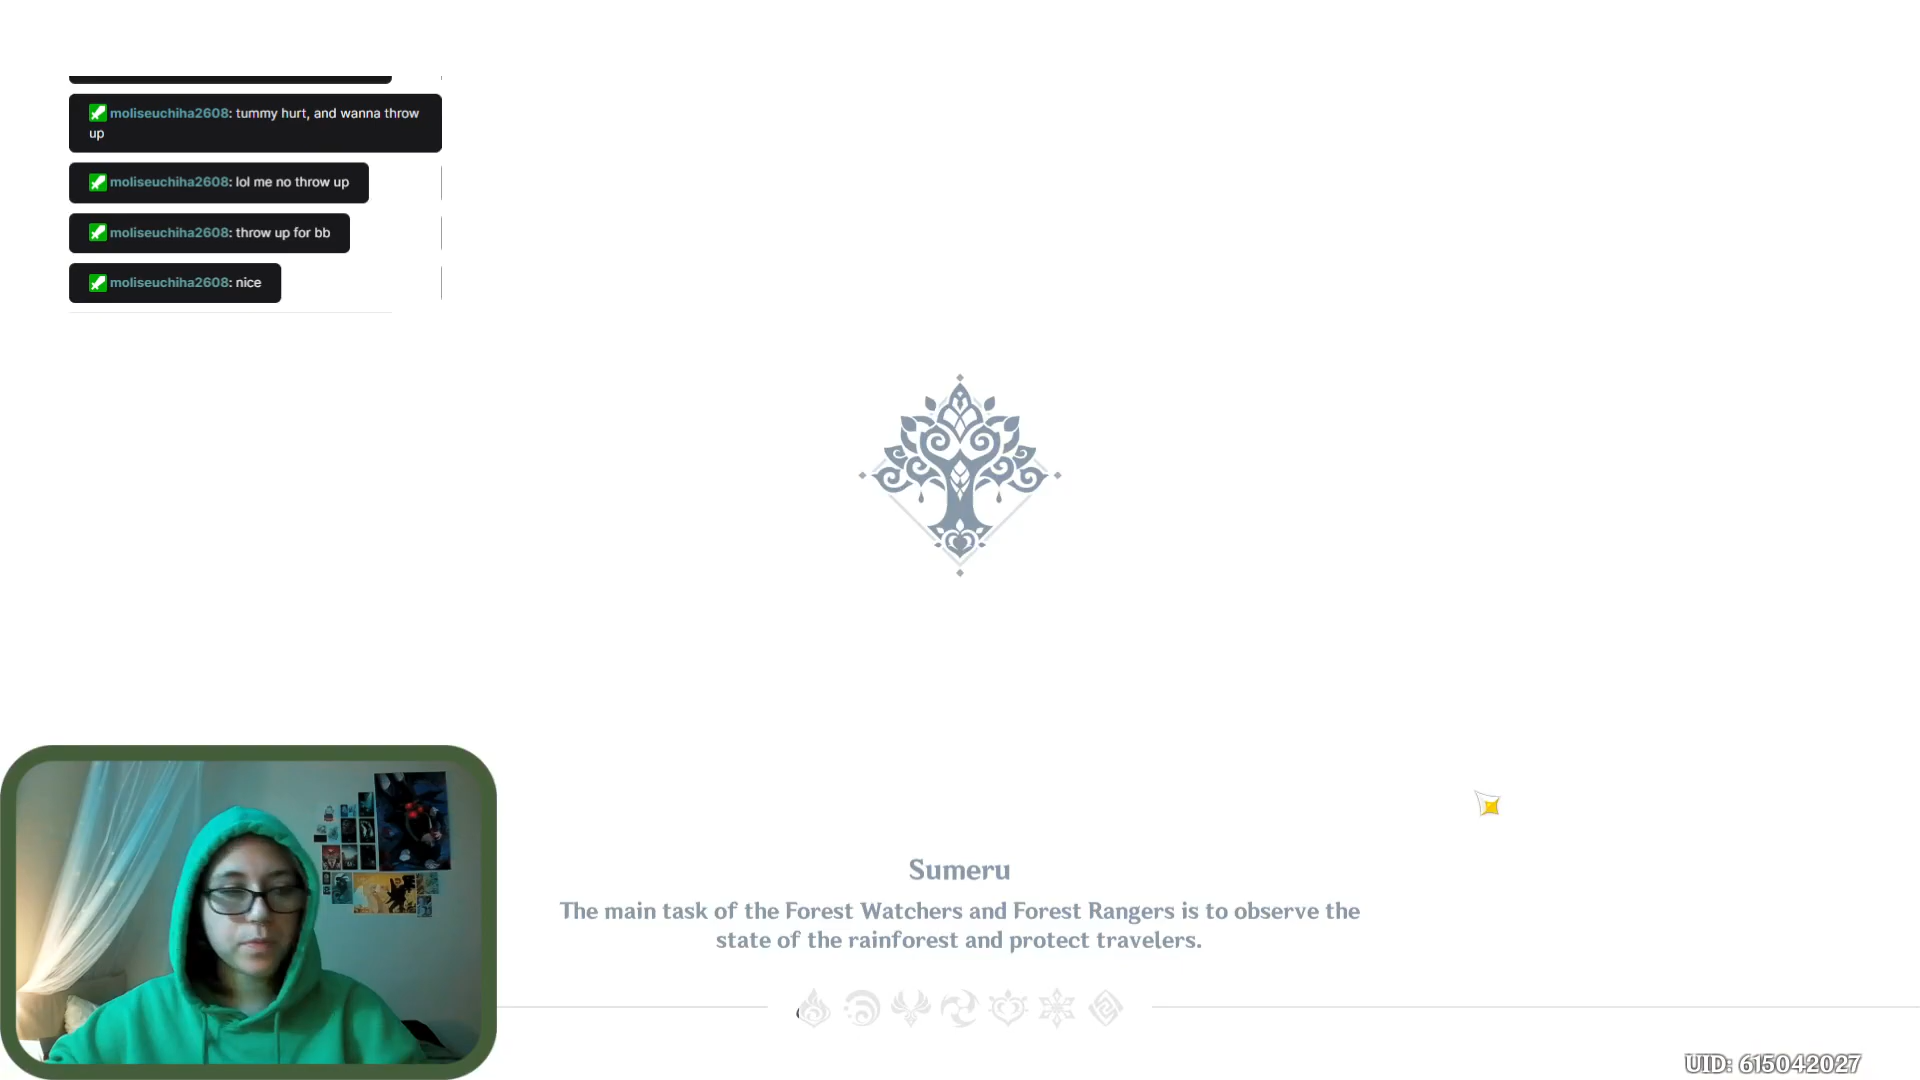 moliseuchiha2608: tummy hurt, and wanna throw
up
moliseuchiha2608: lol me no throw up
moliseuchiha2608: throw up for bb
moliseuchiha2608: nice
Sumeru
The main task of the Forest Watchers and Forest Rangers is to observe the
state of the rainforest and protect travelers.
UID: 615042027